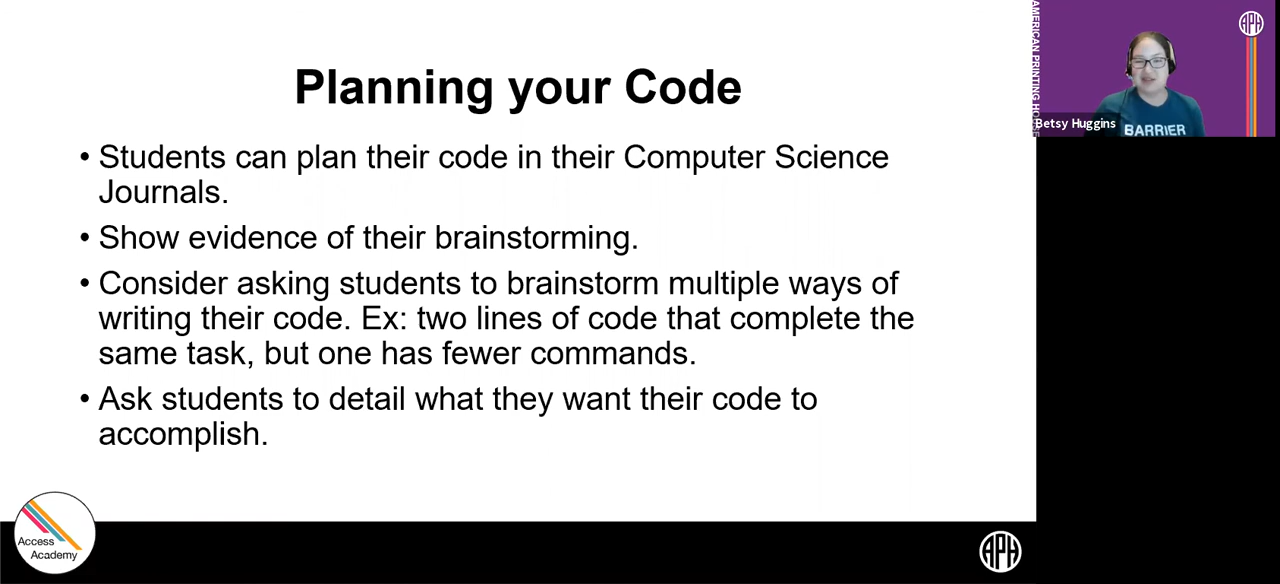 Planning your Code
• Students can plan their code in their Computer Science
Journals.
• Show evidence of their brainstorming.
• Consider asking students to brainstorm multiple ways of
writing their code. Ex: two lines of code that complete the
same task, but one has fewer commands.
• Ask students to detail what they want their code to
accomplish.
Access
Academy
APH
AMERICAN PRINTING HOUSE
APH
BARRIER
Betsy Huggins